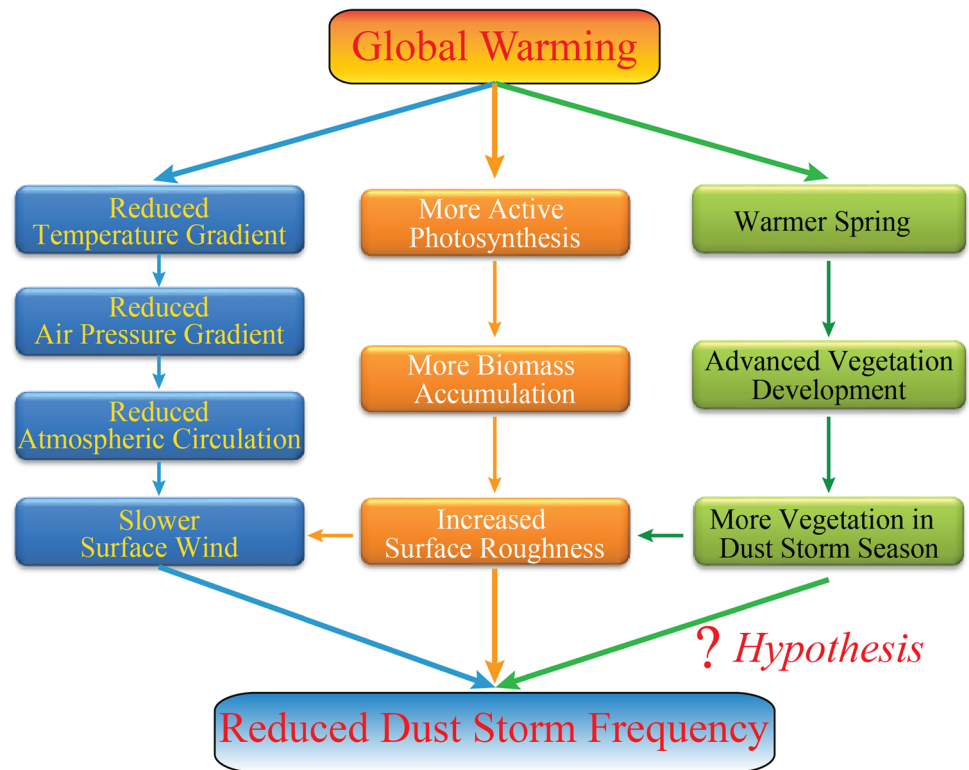 Global Warming
Reduced
Temperature Gradient
Reduced
Air Pressure Gradient
Reduced
Atmospheric Circulation
Slower
Surface Wind
More Active
Photosynthesis
More Biomass
Accumulation
Increased
Surface Roughness
Warmer Spring
Advanced Vegetation
Development
More Vegetation in
Dust Storm Season
? Hypothesis
Reduced Dust Storm Frequency